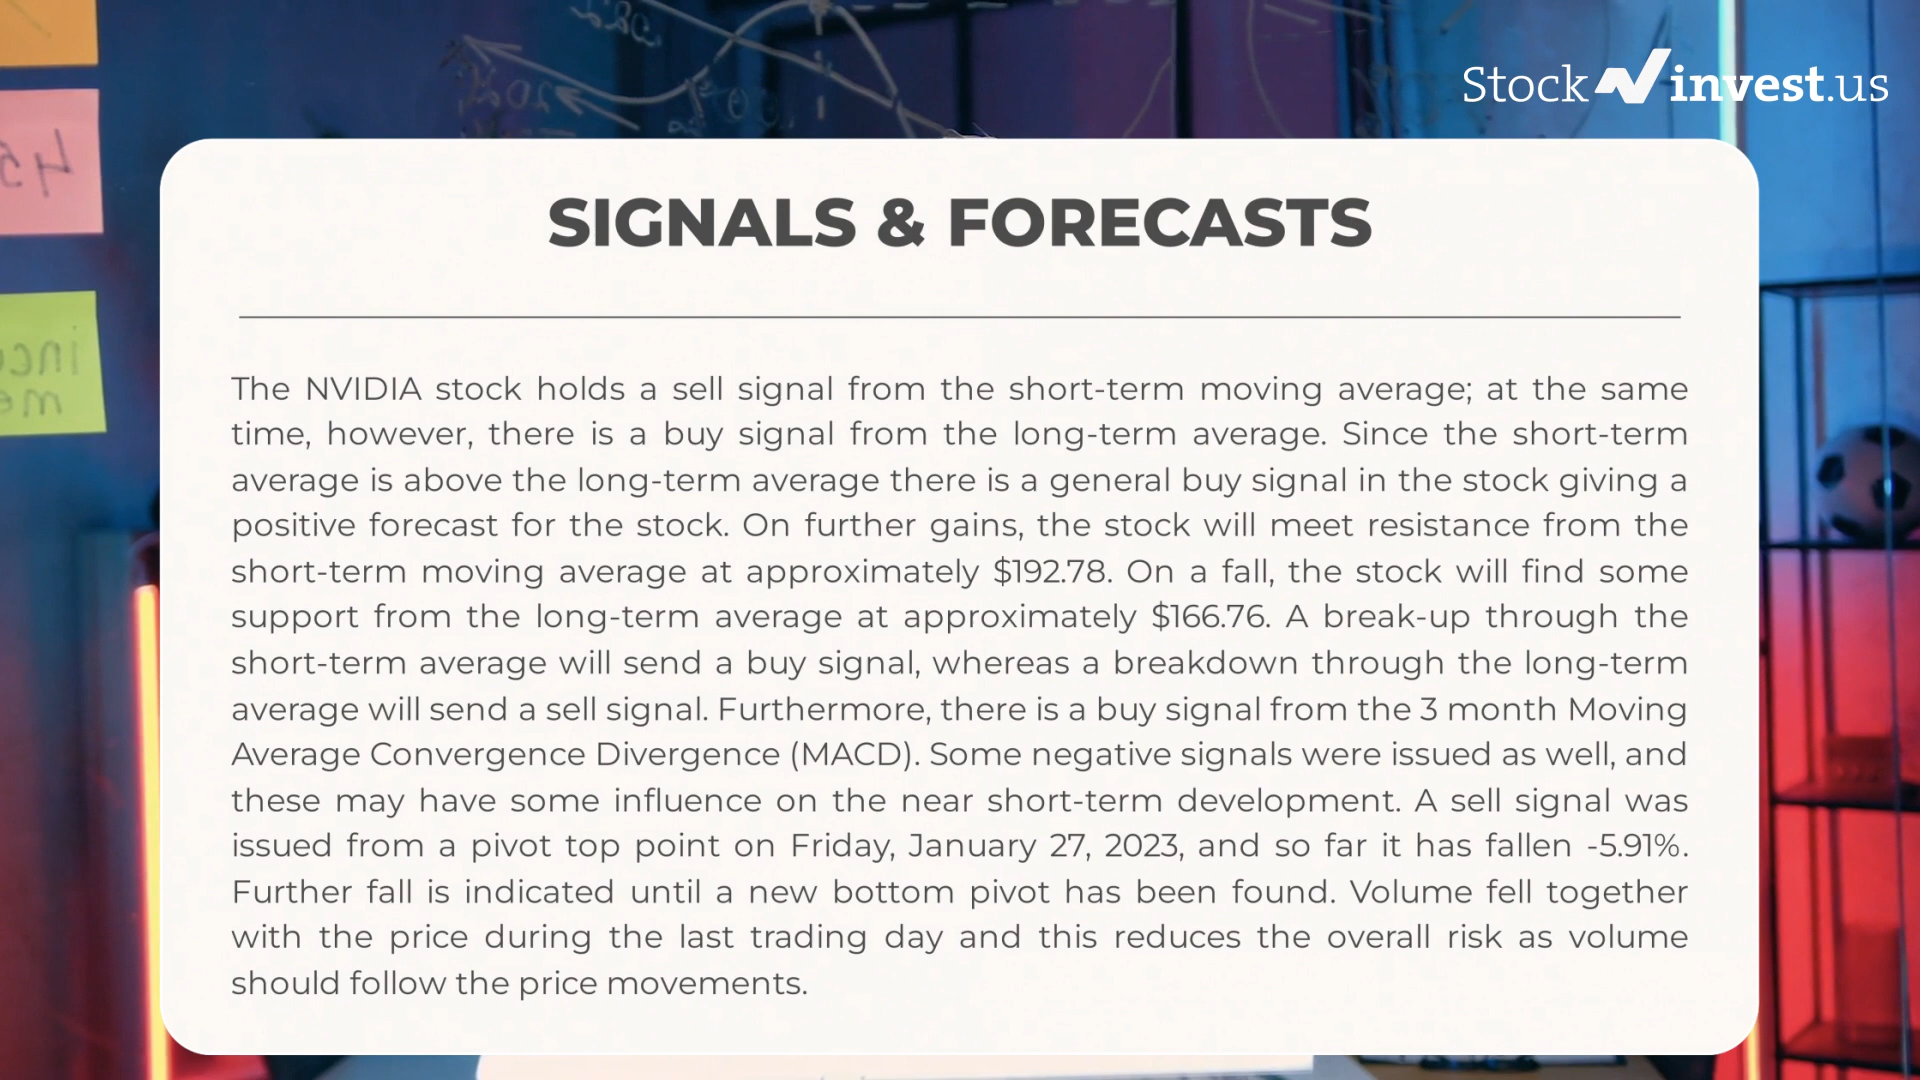 Stock invest.us
45
SIGNALS & FORECASTS
The NVIDIA stock holds a sell signal from the short-term moving average; at the same
time, however, there is a buy signal from the long-term average. Since the short-term
average is above the long-term average there is a general buy signal in the stock giving a
positive forecast for the stock. On further gains, the stock will meet resistance from the
short-term moving average at approximately $192.78. On a fall, the stock will find some
support from the long-term average at approximately $166.76. A break-up through the
short-term average will send a buy signal, whereas a breakdown through the long-term
average will send a sell signal. Furthermore, there is a buy signal from the 3 month Moving
Average Convergence Divergence (MACD). Some negative signals were issued as well, and
these may have some influence on the near short-term development. A sell signal was
issued from a pivot top point on Friday, January 27, 2023, and so far it has fallen -5.91%.
Further fall is indicated until a new bottom pivot has been found. Volume fell together
with the price during the last trading day and this reduces the overall risk as volume
should follow the price movements.